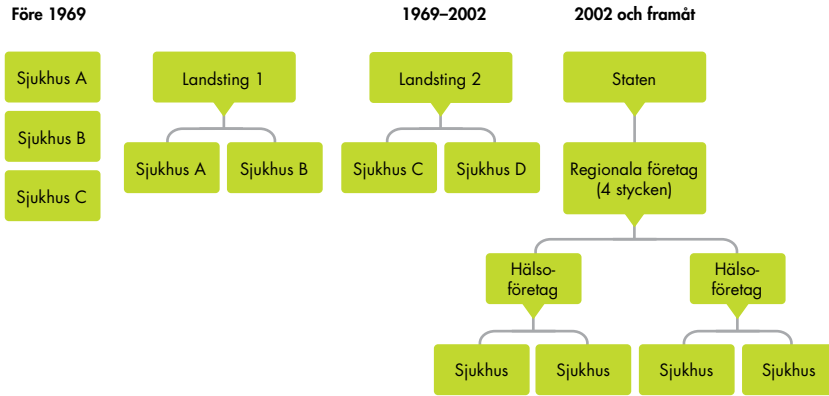 Före 1969
1969–2002
2002 och framåt
Sjukhus A
Sjukhus B
Sjukhus C
Landsting 1
Sjukhus A
Sjukhus B
Landsting 2
Sjukhus C
Sjukhus D
Staten
Regionala företag
(4 stycken)
Hälso-
företag
Hälso-
företag
Sjukhus
Sjukhus
Sjukhus
Sjukhus